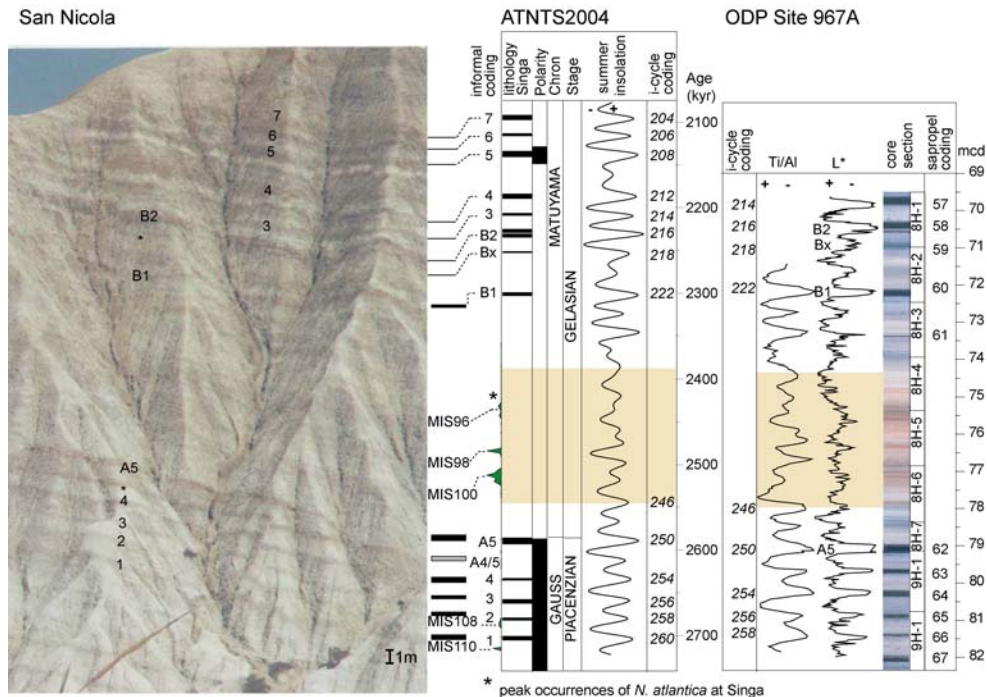 San Nicola
ATNTS2004
ODP Site 967A
informal coding
lithology Singa
Polarity
Chron
Stage
summer insolation
i-cycle coding
Age (kyr)
i-cycle coding
Ti/Al
L*
core section
sapropel coding
mcd
- +
+ -
+ -
7
6
5
4
3
B2
*
B1
A5
*
4
3
2
1
1m
7
6
5
4
3
B2
Bx
B1
*
MIS96
MIS98
MIS100
A5
A4/5
4
3
2
MIS108
1
MIS110
MATUYAMA
GAUSS
GELASIAN
PIACENZIAN
204
206
208
212
214
216
218
222
246
250
254
256
258
260
2100
2200
2300
2400
2500
2600
2700
214
216
218
222
246
250
254
256
258
B2
Bx
B1
A5
8H-1
8H-2
8H-3
8H-4
8H-5
8H-6
8H-7
9H-1
9H-1
57
58
59
60
61
62
63
64
65
66
67
69
70
71
72
73
74
75
76
77
78
79
80
81
82
* peak occurrences of N. atlantica at Singa